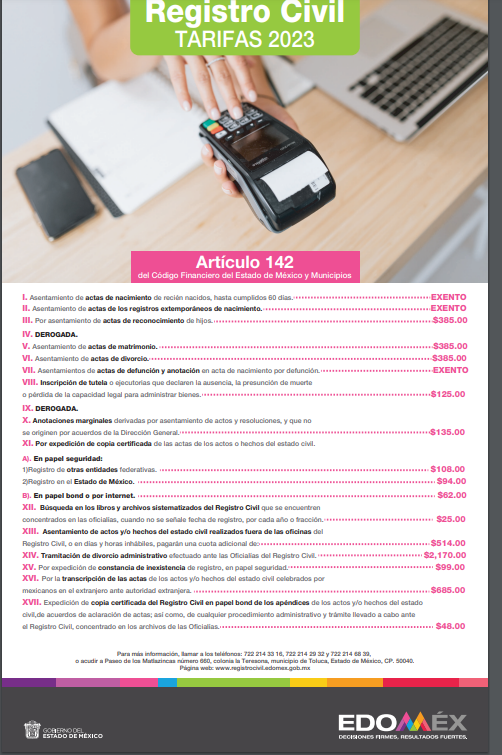 Registro Civil
TARIFAS 2023
Artículo 142
del Código Financiero del Estado de México y Municipios
I. Asentamiento de actas de nacimiento de recién nacidos, hasta cumplidos 60 días. EXENTO
II. Asentamiento de actas de los registros extemporáneos de nacimiento. EXENTO
III. Por asentamiento de actas de reconocimiento de hijos. $385.00
IV. DEROGADA.
V. Asentamiento de actas de matrimonio. $385.00
VI. Asentamiento de actas de divorcio. $385.00
VII. Asentamientos de actas de defunción y anotación en acta de nacimiento por defunción. EXENTO
VIII. Inscripción de tutela o ejecutorias que declaren la ausencia, la presunción de muerte
o pérdida de la capacidad legal para administrar bienes. $125.00
IX. DEROGADA.
X. Anotaciones marginales derivadas por asentamiento de actos y resoluciones, y que no
se originen por acuerdos de la Dirección General. $135.00
XI. Por expedición de copia certificada de las actas de los actos o hechos del estado civil.
A). En papel seguridad:
1)Registro de otras entidades federativas. $108.00
2)Registro en el Estado de México. $94.00
B). En papel bond o por internet. $62.00
XII. Búsqueda en los libros y archivos sistematizados del Registro Civil que se encuentren
concentrados en las oficialías, cuando no se señale fecha de registro, por cada año o fracción. $25.00
XIII. Asentamiento de actos y/o hechos del estado civil realizados fuera de las oficinas del
Registro Civil, o en días y horas inhábiles, pagarán una cuota adicional de: $514.00
XIV. Tramitación de divorcio administrativo efectuado ante las Oficialías del Registro Civil. $2,170.00
XV. Por expedición de constancia de inexistencia de registro, en papel seguridad. $99.00
XVI. Por la transcripción de las actas de los actos y/o hechos del estado civil celebrados por
mexicanos en el extranjero ante autoridad extranjera. $685.00
XVII. Expedición de copia certificada del Registro Civil en papel bond de los apéndices de los actos y/o hechos del estado
civil,de acuerdos de aclaración de actas; así como, de cualquier procedimiento administrativo y trámite llevado a cabo ante
el Registro Civil, concentrado en los archivos de las Oficialías. $48.00
Para más información, llamar a los teléfonos: 722 214 33 16, 722 214 29 32 y 722 214 68 39,
o acudir a Paseo de los Matlazincas número 660, colonia la Teresona, municipio de Toluca, Estado de México, CP. 50040.
Página web: www.registrocivil.edomex.gob.mx
GOBIERNO DEL
ESTADO DE MÉXICO
EDOMÉX
DECISIONES FIRMES, RESULTADOS FUERTES.